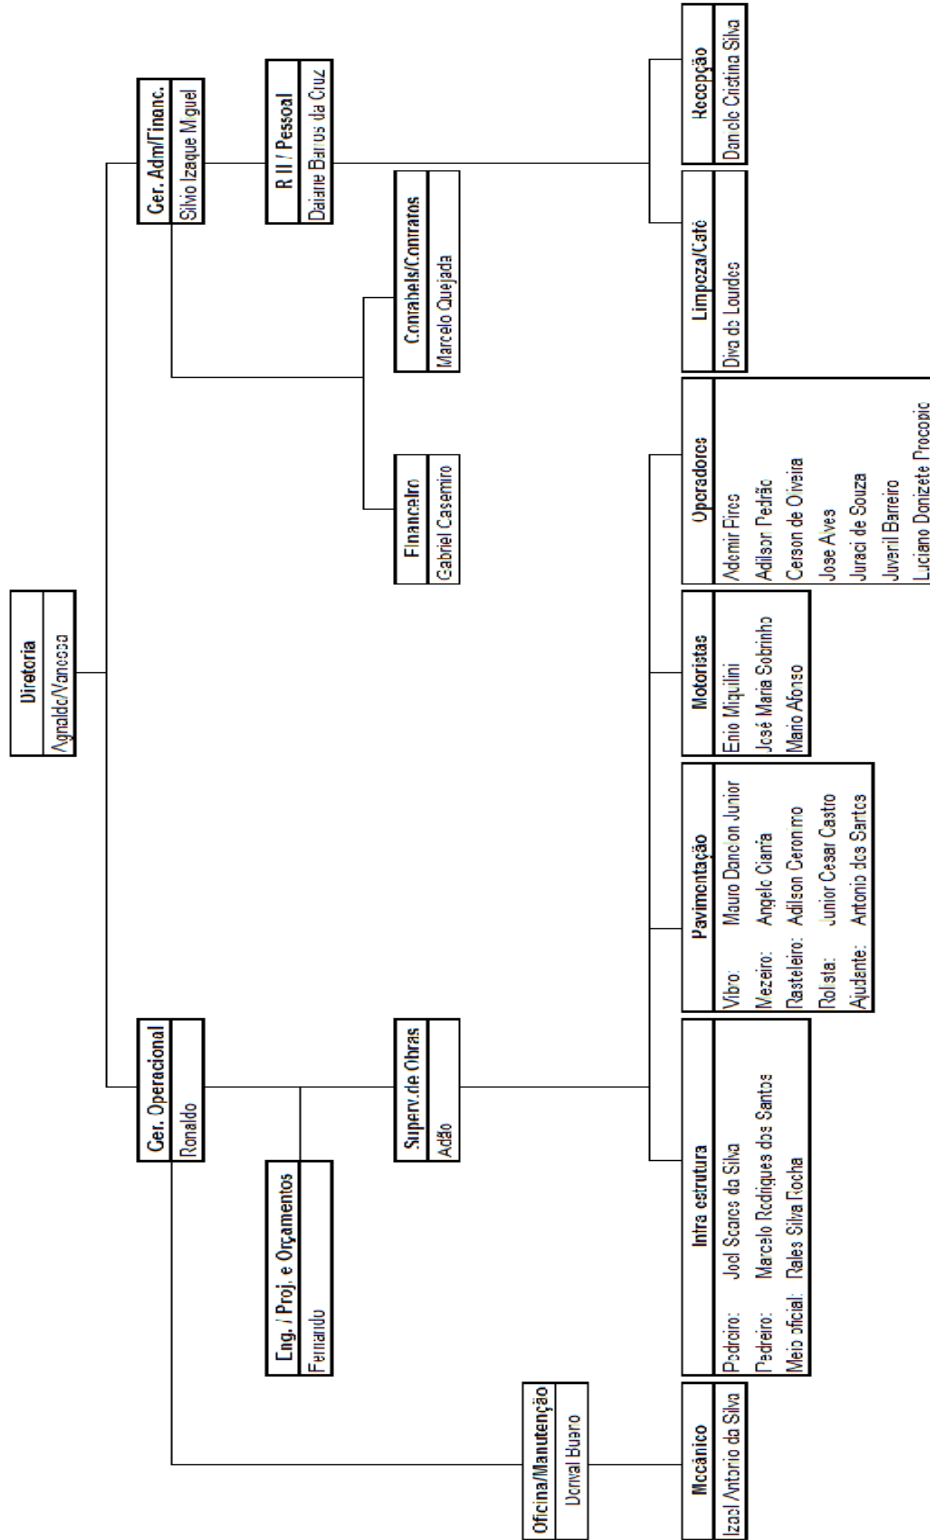 Diretoria
Agnaldo/Vanessa
Ger. Operacional
Ronaldo
Ger. Adm/Financ.
Silvio Izaque Miguel
Eng. / Proj. e Orçamentos
Fernando
R H / Pessoal
Daiane Barros da Cruz
Superv.de Obras
Adão
Financeiro
Gabriel Casemiro
Contabeis/Contratos
Marcelo Quejada
Oficina/Manutenção
Dorival Bueno
Mecânico
Izael Antonio da Silva
Infra estrutura
Pedreiro: Joel Soares da Silva
Pedreiro: Marcelo Rodrigues dos Santos
Meio oficial: Rales Silva Rocha
Pavimentação
Vibro: Mauro Junior
Mezeiro: Angelo Ciania
Rasteleiro: Adilson Geronimo
Rolista: Junior Cesar Castro
Ajudante: Antonio dos Santos
Motoristas
Enio Miquilini
José Maria Sobrinho
Mario Afonso
Operadores
Ademir Pires
Adilson Pedrão
Gerson de Oliveira
Jose Alves
Juraci de Souza
Juvenil Barreiro
Luciano Donizete Procopio
Limpeza/Café
Diva de Lourdes
Recepção
Daniele Cristina Silva